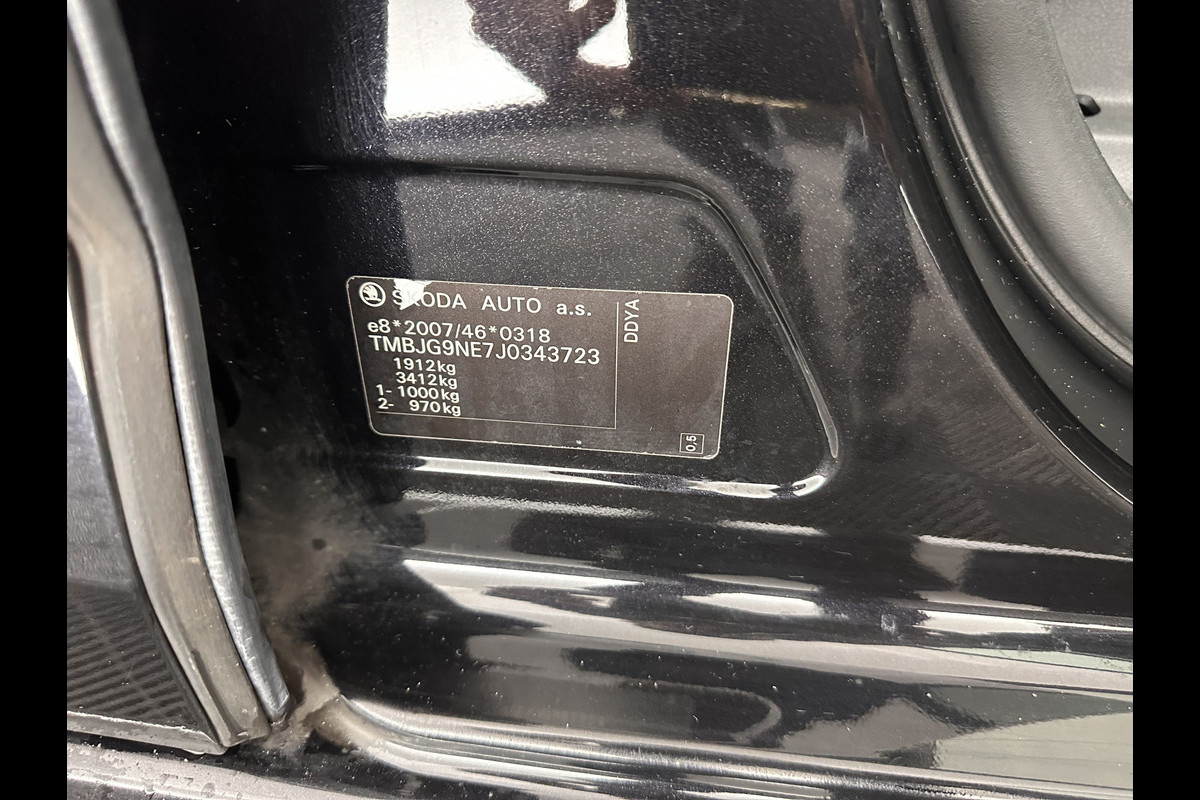 ŠKODA AUTO a.s.
e8*2007/46*0318
TMBJG9NE7J0343723
1912kg
3412kg
1- 1000kg
2- 970kg
DDYA
0,5